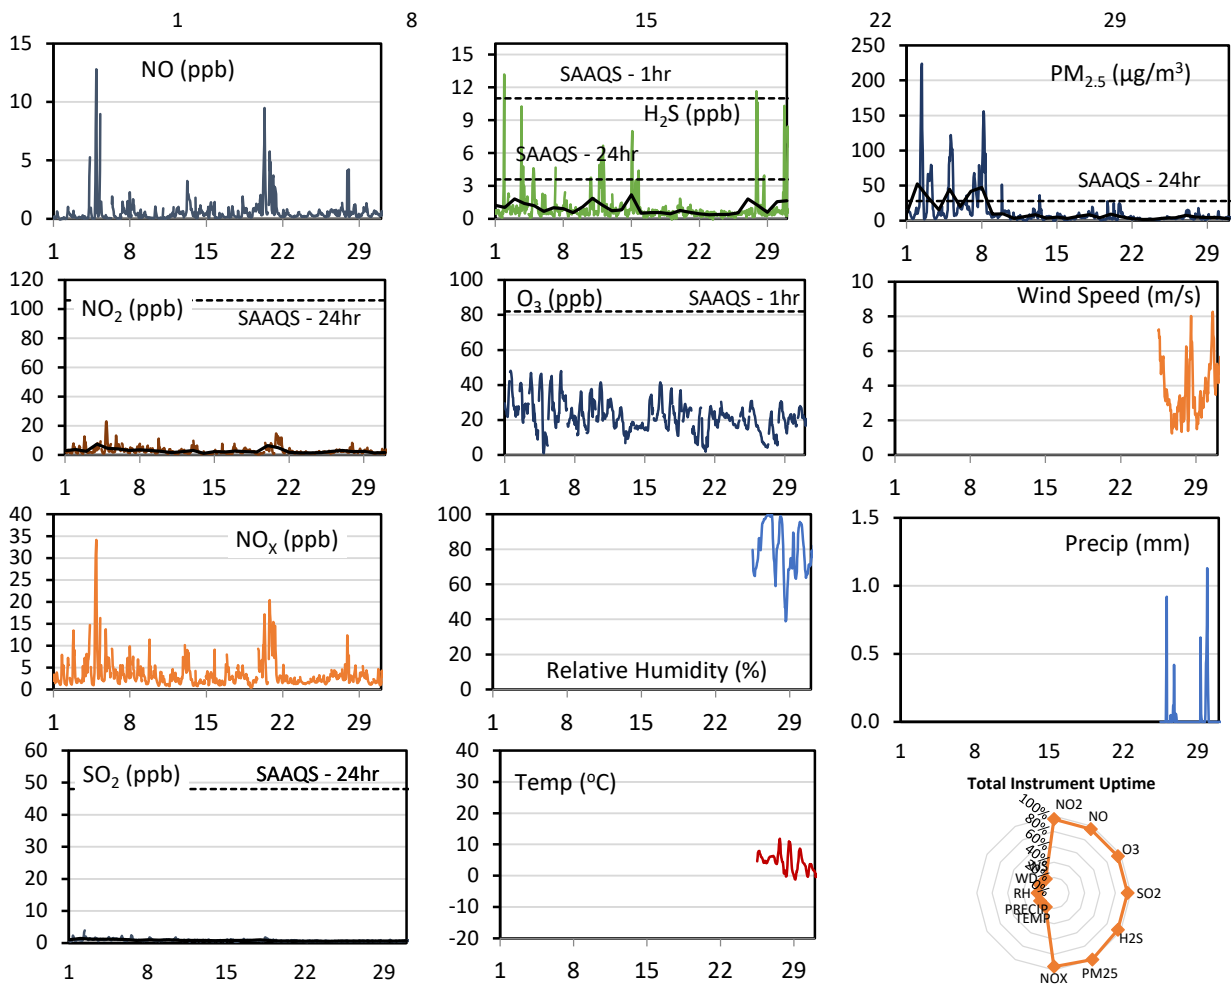 1 8 15 22 29
NO (ppb)
15
10
5
0
1 8 15 22 29
SAAQS - 1hr
H2S (ppb)
SAAQS - 24hr
15
12
9
6
3
0
1 8 15 22 29
PM2.5 (µg/m³)
SAAQS - 24hr
250
200
150
100
50
0
1 8 15 22 29
NO2 (ppb)
SAAQS - 24hr
120
100
80
60
40
20
0
1 8 15 22 29
O3 (ppb)
SAAQS - 1hr
100
80
60
40
20
0
1 8 15 22 29
Wind Speed (m/s)
10
8
6
4
2
0
1 8 15 22 29
NOX (ppb)
40
35
30
25
20
15
10
5
0
1 8 15 22 29
100
80
60
40
20
0
Relative Humidity (%)
1 8 15 22 29
Precip (mm)
1.5
1.0
0.5
0.0
1 8 15 22 29
SO2 (ppb)
SAAQS - 24hr
60
50
40
30
20
10
0
1 8 15 22 29
Temp (oC)
40
30
20
10
0
-10
-20
1 8 15 22 29
Total Instrument Uptime
100%
80%
60%
40%
20%
0%
NO2
NO
O3
SO2
H2S
PM25
NOX
TEMP
PRECIP
RH
WD
WS